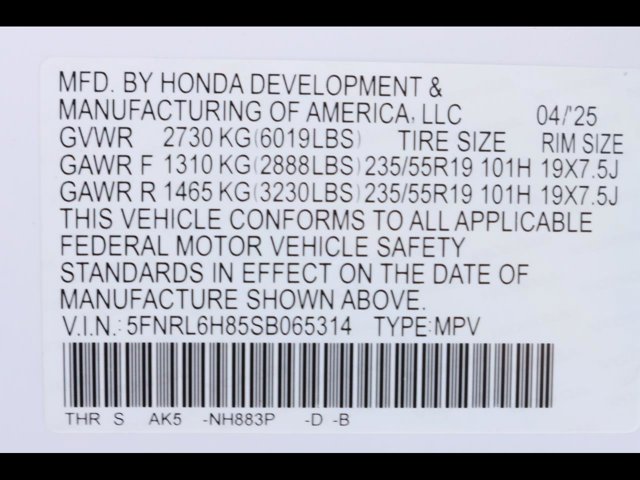 MFD. BY HONDA DEVELOPMENT &
MANUFACTURING OF AMERICA, LLC 04/'25
GVWR 2730 KG (6019LBS) TIRE SIZE RIM SIZE
GAWR F 1310 KG (2888LBS) 235/55R19 101H 19X7.5J
GAWR R 1465 KG (3230LBS) 235/55R19 101H 19X7.5J
THIS VEHICLE CONFORMS TO ALL APPLICABLE
FEDERAL MOTOR VEHICLE SAFETY
STANDARDS IN EFFECT ON THE DATE OF
MANUFACTURE SHOWN ABOVE.
V.I.N.: 5FNRL6H85SB065314 TYPE:MPV
THR S AK5 -NH883P -D -B